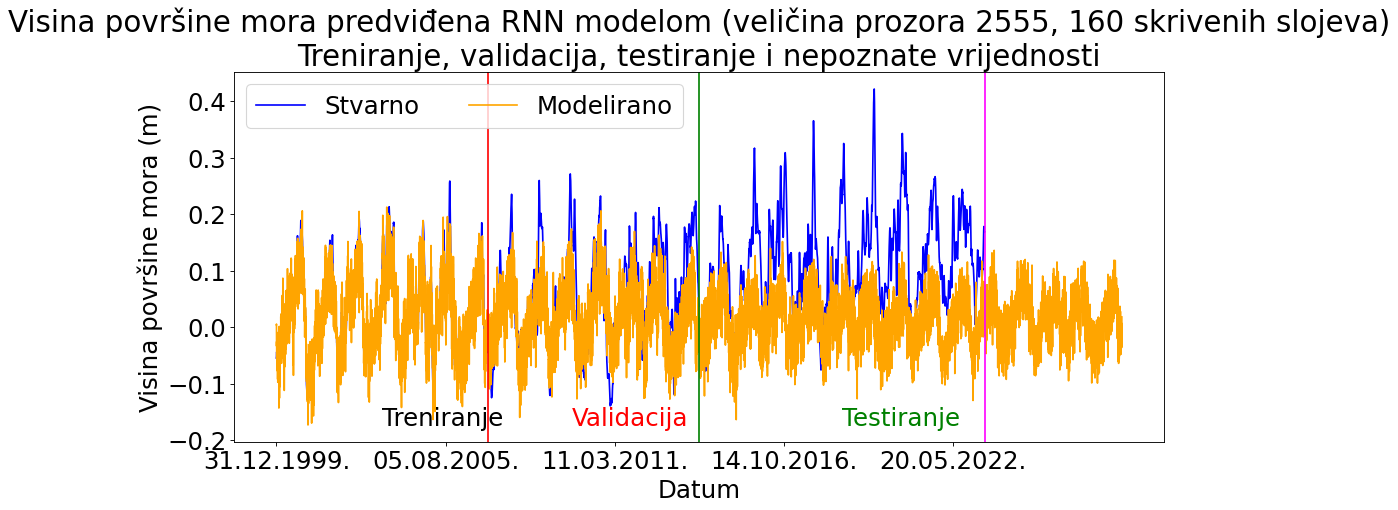 Visina površine mora predviđena RNN modelom (veličina prozora 2555, 160 skrivenih slojeva)
Treniranje, validacija, testiranje i nepoznate vrijednosti
Stvarno
Modelirano
Visina površine mora (m)
0.4
0.3
0.2
0.1
0.0
−0.1
−0.2
Treniranje
Validacija
Testiranje
31.12.1999.
05.08.2005.
11.03.2011.
14.10.2016.
20.05.2022.
Datum